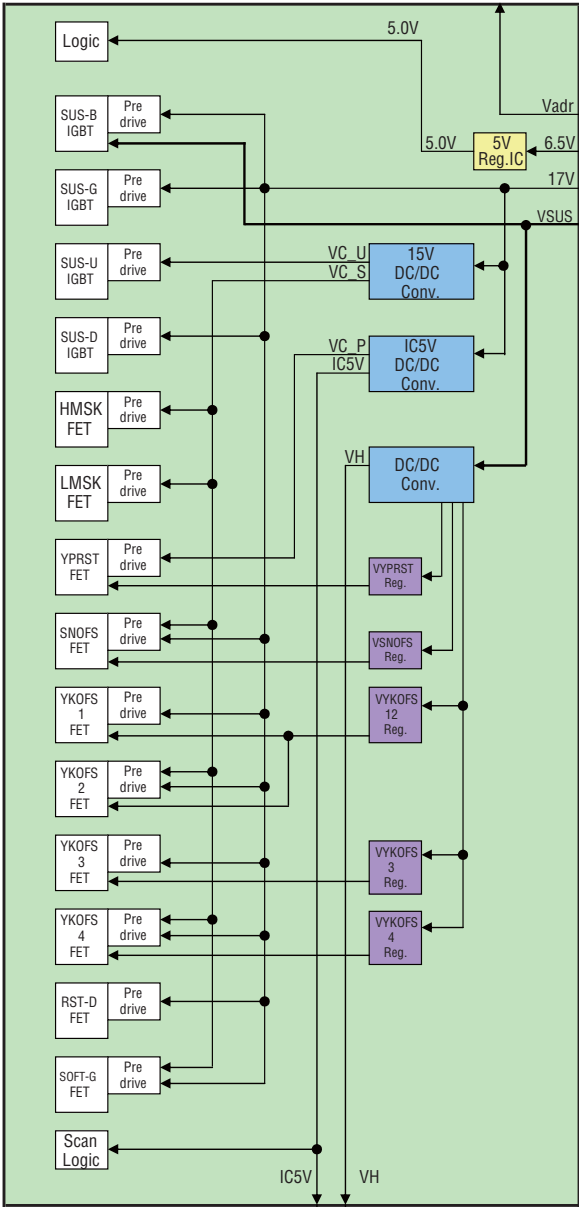 Logic
5.0V
Vadr
SUS-B
IGBT
Pre
drive
5.0V
5V
Reg.IC
6.5V
SUS-G
IGBT
Pre
drive
17V
VSUS
SUS-U
IGBT
Pre
drive
VC_U
VC_S
15V
DC/DC
Conv.
SUS-D
IGBT
Pre
drive
VC_P
IC5V
IC5V
DC/DC
Conv.
HMSK
FET
Pre
drive
LMSK
FET
Pre
drive
VH
DC/DC
Conv.
YPRST
FET
Pre
drive
VYPRST
Reg.
SNOFS
FET
Pre
drive
VSNOFS
Reg.
YKOFS
1
FET
Pre
drive
VYKOFS
12
Reg.
YKOFS
2
FET
Pre
drive
YKOFS
3
FET
Pre
drive
VYKOFS
3
Reg.
YKOFS
4
FET
Pre
drive
VYKOFS
4
Reg.
RST-D
FET
Pre
drive
SOFT-G
FET
Pre
drive
Scan
Logic
IC5V
VH